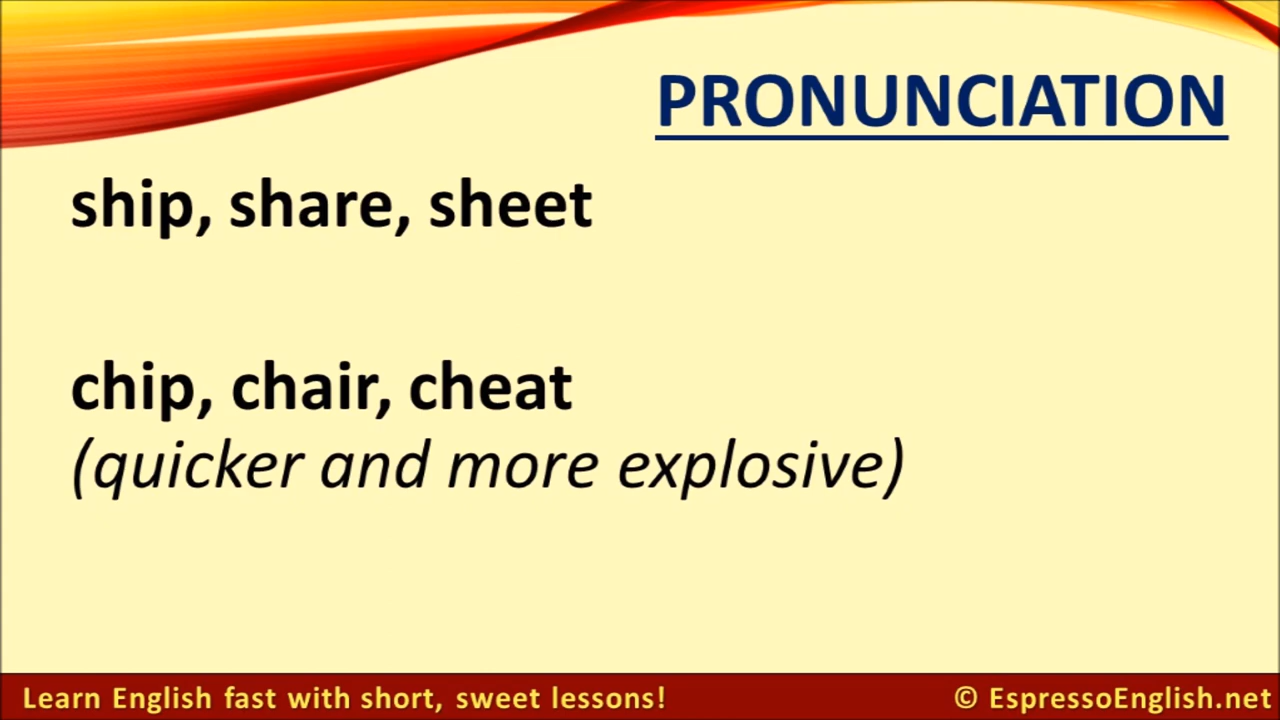 PRONUNCIATION
ship, share, sheet
chip, chair, cheat
(quicker and more explosive)
Learn English fast with short, sweet lessons!
© EspressoEnglish.net